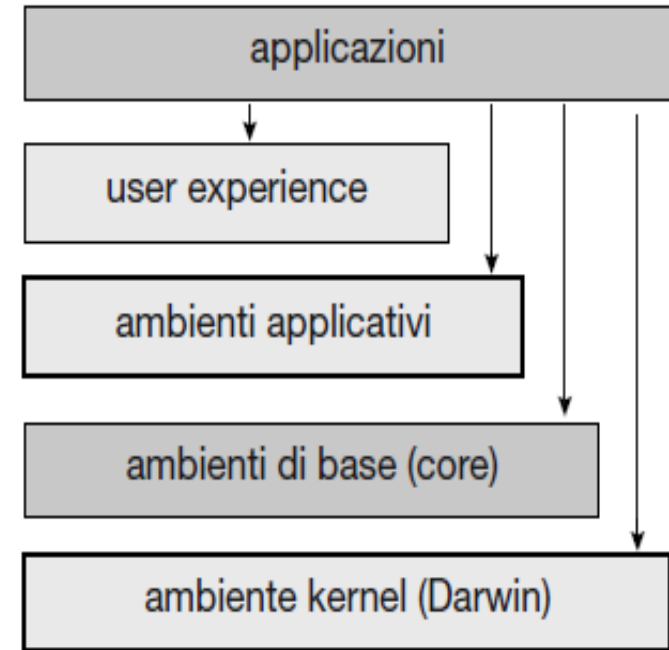 applicazioni
user experience
ambienti applicativi
ambienti di base (core)
ambiente kernel (Darwin)